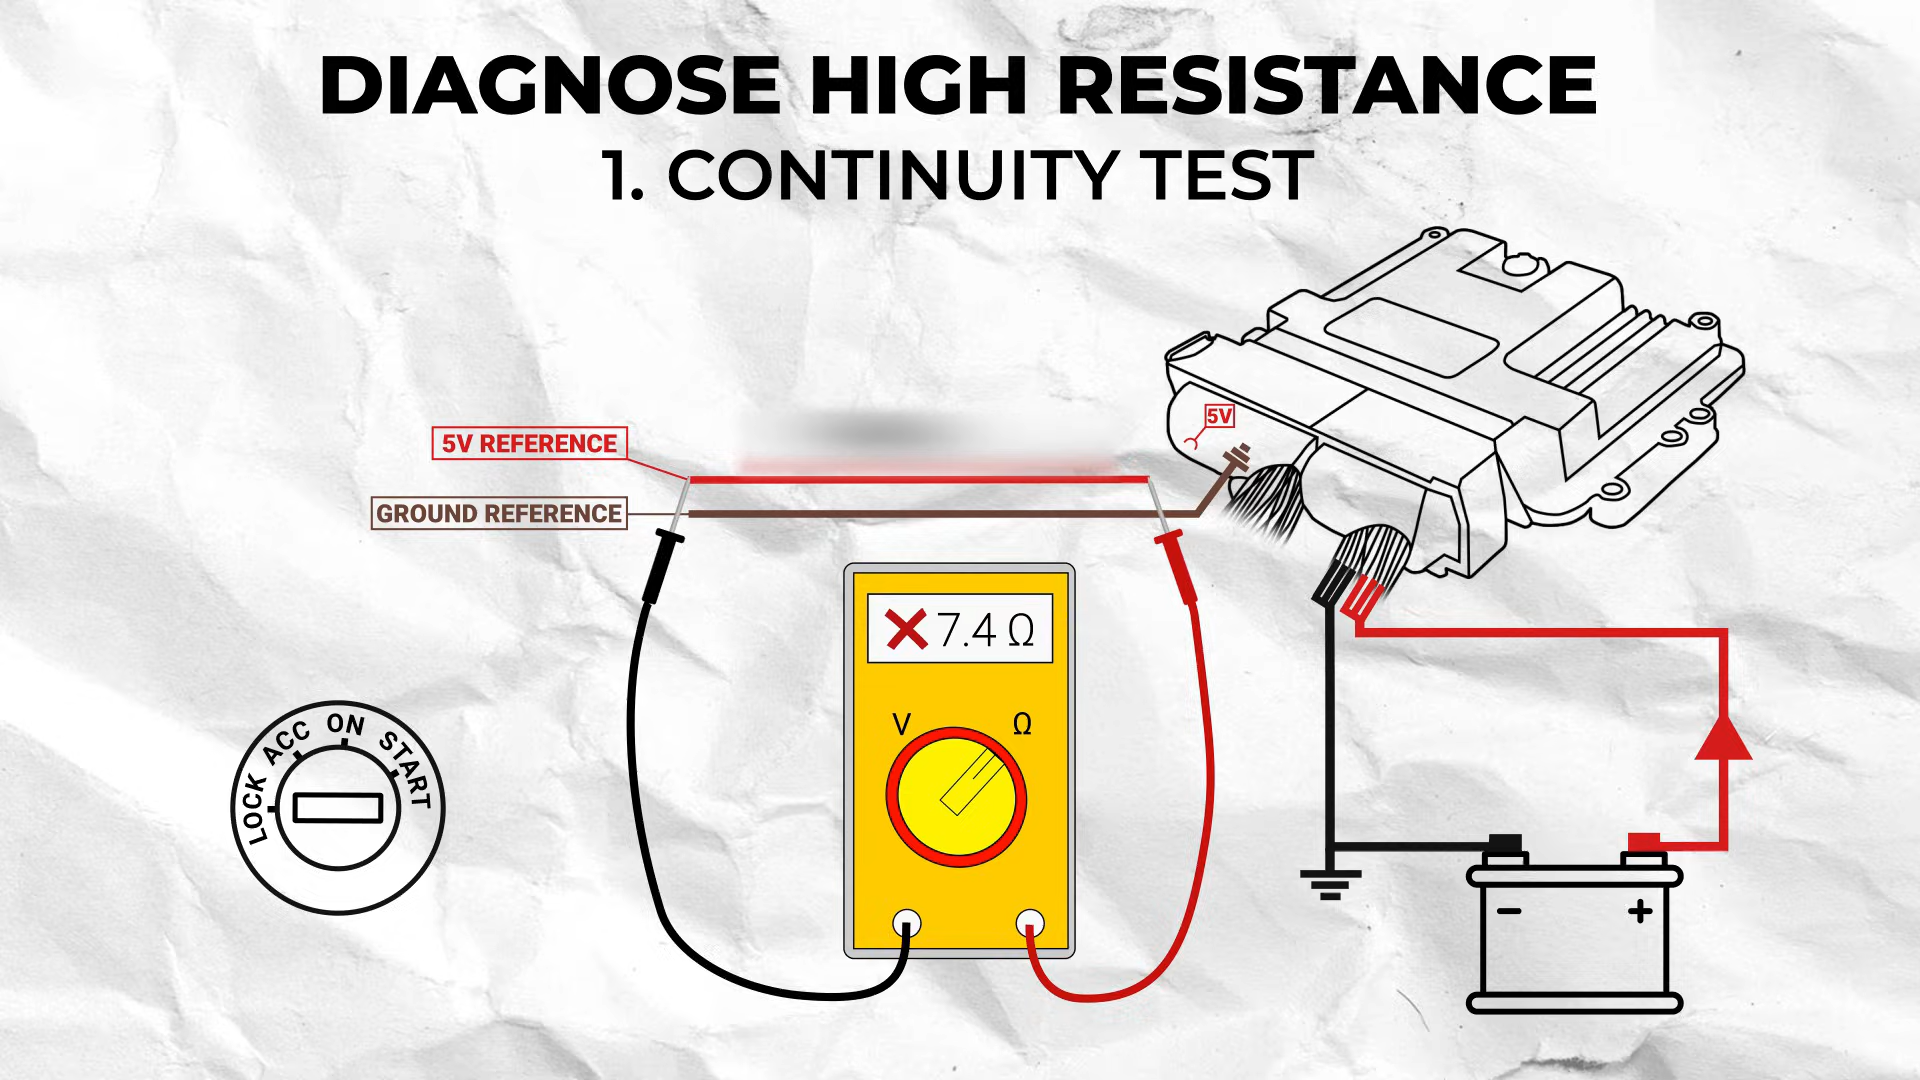 DIAGNOSE HIGH RESISTANCE
1. CONTINUITY TEST
5V
5V REFERENCE
GROUND REFERENCE
7.4 Ω
V Ω
LOCK ACC ON START
− +